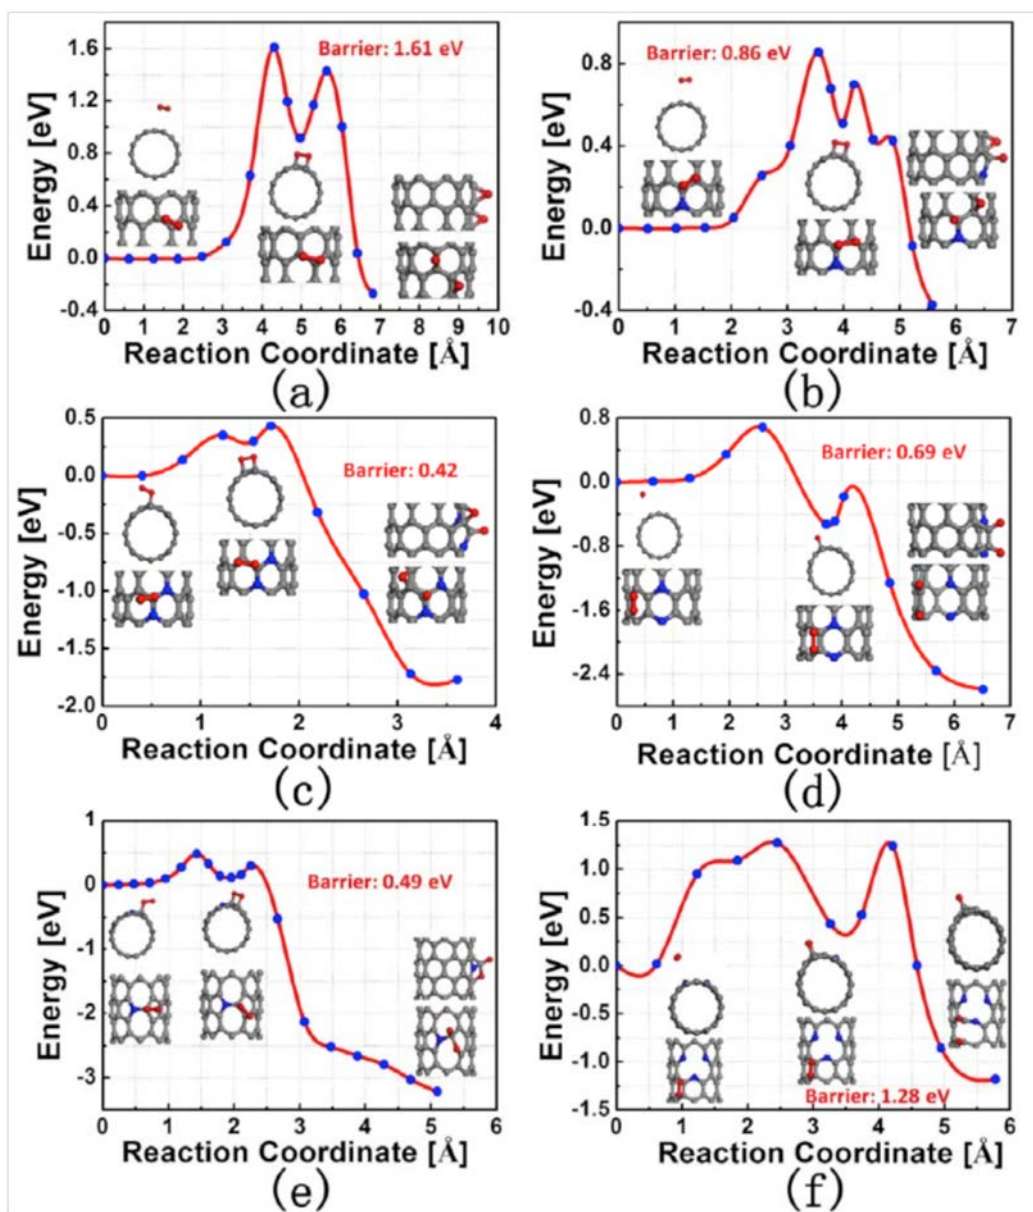 Energy [eV]
1.6
1.2
0.8
0.4
0.0
-0.4
Barrier: 1.61 eV
0 1 2 3 4 5 6 7 8 9 10
Reaction Coordinate [Å]
(a)
Energy [eV]
0.8
0.4
0.0
-0.4
Barrier: 0.86 eV
0 1 2 3 4 5 6 7
Reaction Coordinate [Å]
(b)
Energy [eV]
0.5
0.0
-0.5
-1.0
-1.5
-2.0
Barrier: 0.42
0 1 2 3 4
Reaction Coordinate [Å]
(c)
Energy [eV]
0.8
0.0
-0.8
-1.6
-2.4
Barrier: 0.69 eV
0 1 2 3 4 5 6 7
Reaction Coordinate [Å]
(d)
Energy [eV]
1
0
-1
-2
-3
Barrier: 0.49 eV
0 1 2 3 4 5 6
Reaction Coordinate [Å]
(e)
Energy [eV]
1.5
1.0
0.5
0.0
-0.5
-1.0
-1.5
Barrier: 1.28 eV
0 1 2 3 4 5 6
Reaction Coordinate [Å]
(f)